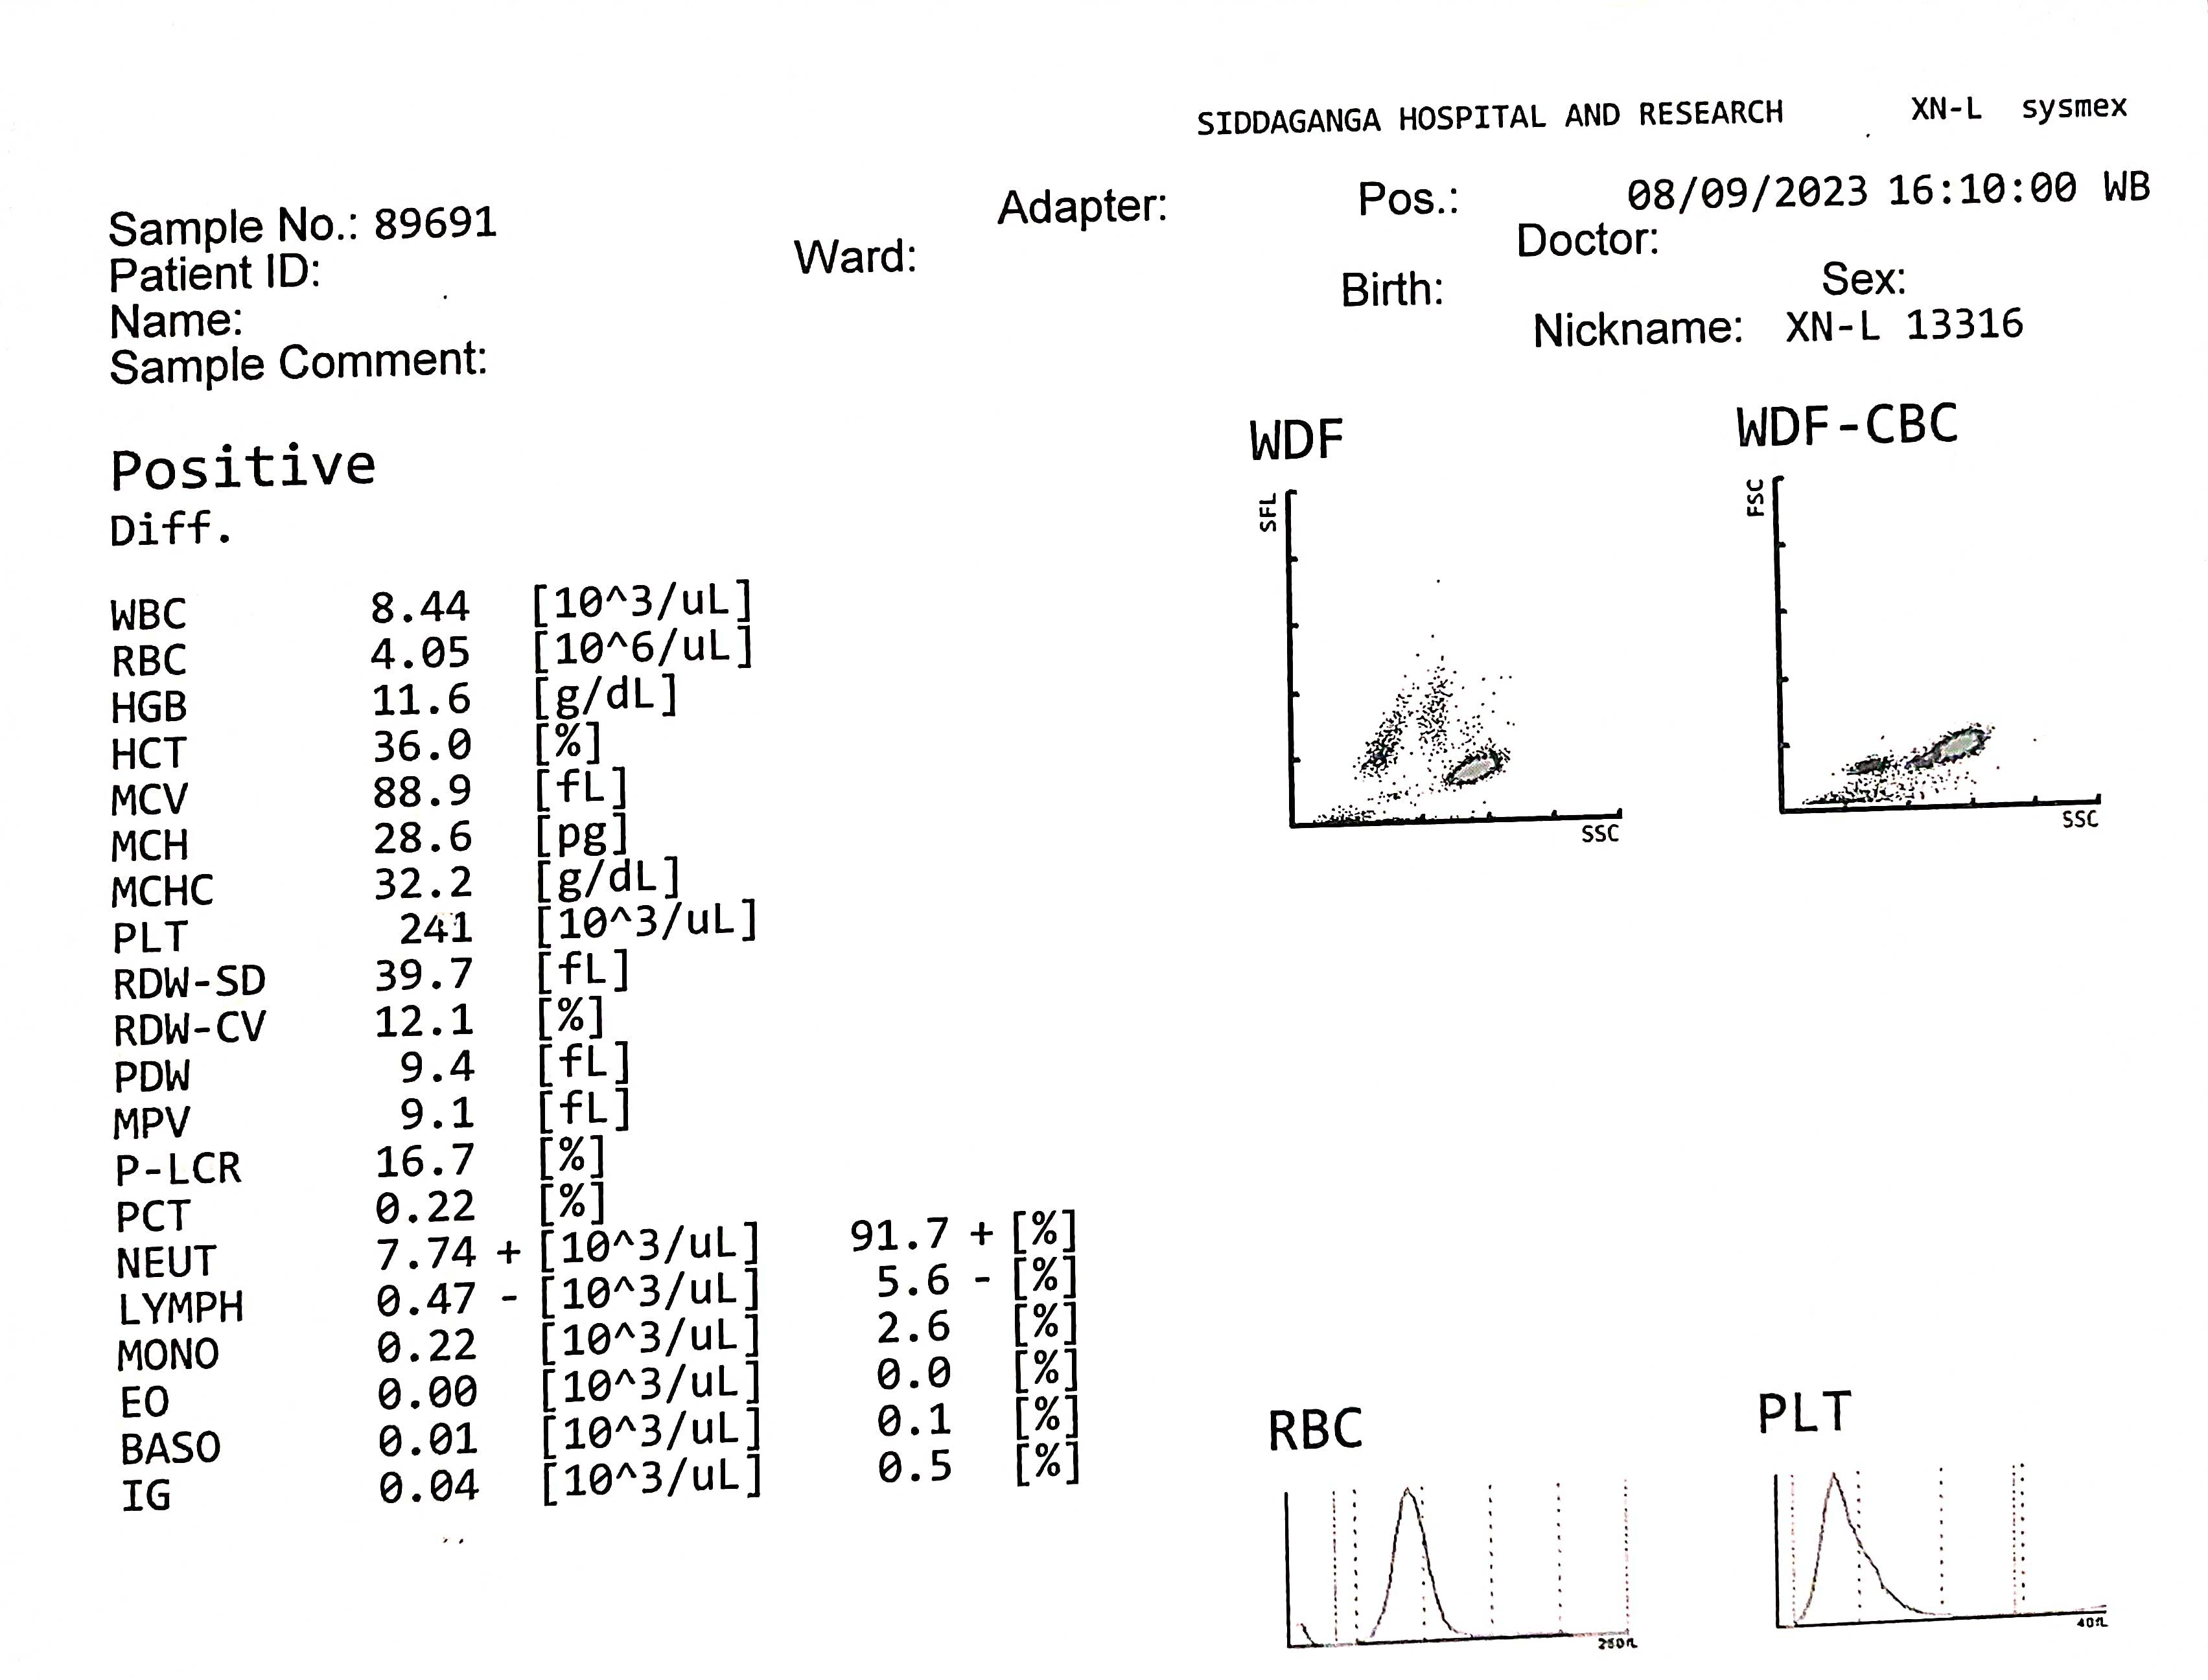 SIDDAGANGA HOSPITAL AND RESEARCH XN-L sysmex
Sample No.: 89691 Adapter: Pos.: 08/09/2023 16:10:00 WB
Patient ID: Ward: Doctor:
Name: Birth: Sex:
Sample Comment: Nickname: XN-L 13316
Positive
Diff.
WDF WDF-CBC
SFL FSC
SSC SSC
WBC 8.44 [10^3/uL]
RBC 4.05 [10^6/uL]
HGB 11.6 [g/dL]
HCT 36.0 [%]
MCV 88.9 [fL]
MCH 28.6 [pg]
MCHC 32.2 [g/dL]
PLT 241 [10^3/uL]
RDW-SD 39.7 [fL]
RDW-CV 12.1 [%]
PDW 9.4 [fL]
MPV 9.1 [fL]
P-LCR 16.7 [%]
PCT 0.22 [%]
NEUT 7.74 + [10^3/uL] 91.7 + [%]
LYMPH 0.47 - [10^3/uL] 5.6 - [%]
MONO 0.22 [10^3/uL] 2.6 [%]
EO 0.00 [10^3/uL] 0.0 [%]
BASO 0.01 [10^3/uL] 0.1 [%]
IG 0.04 [10^3/uL] 0.5 [%]
RBC PLT
250fL 40fL